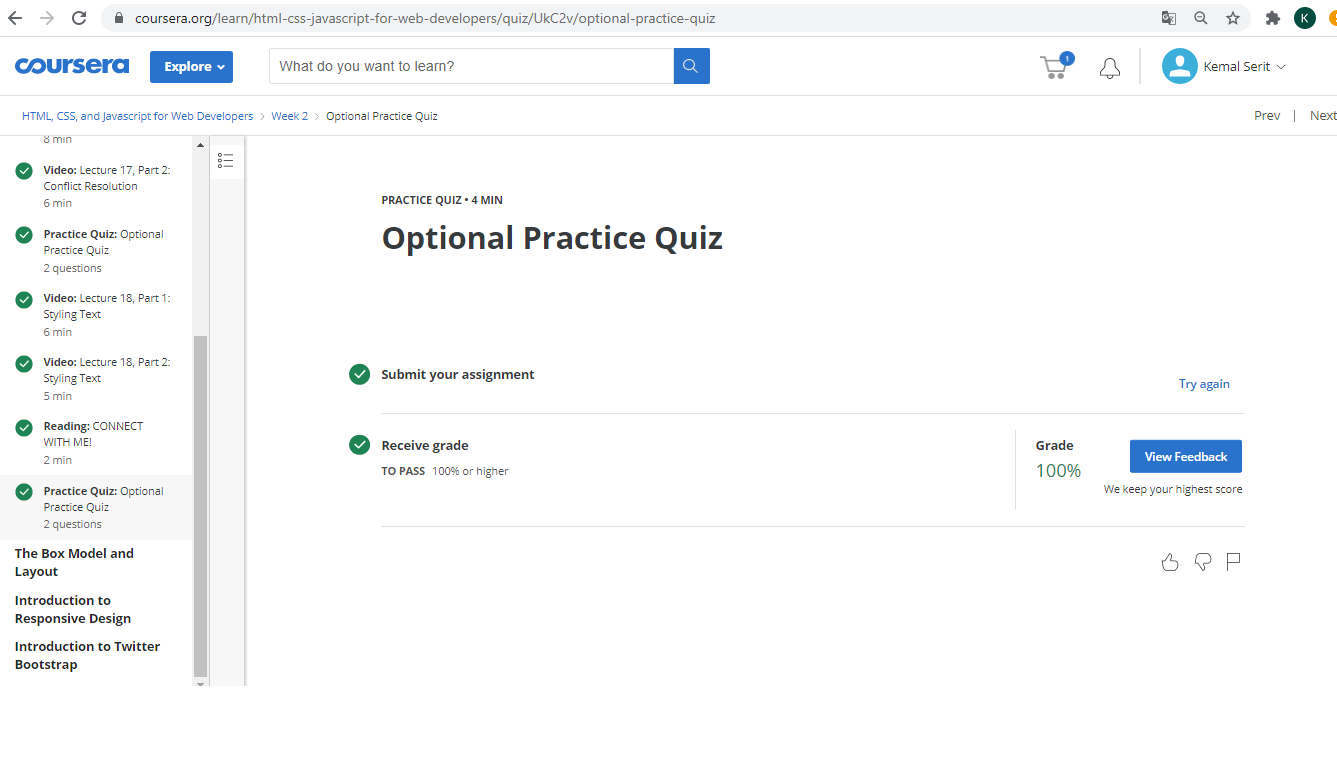 coursera.org/learn/html-css-javascript-for-web-developers/quiz/UkC2v/optional-practice-quiz
K
coursera
Explore
What do you want to learn?
1
Kemal Serit
HTML, CSS, and Javascript for Web Developers > Week 2 > Optional Practice Quiz
Prev | Next
8 min
Video: Lecture 17, Part 2:
Conflict Resolution
6 min
Practice Quiz: Optional
Practice Quiz
2 questions
Video: Lecture 18, Part 1:
Styling Text
6 min
Video: Lecture 18, Part 2:
Styling Text
5 min
Reading: CONNECT
WITH ME!
2 min
Practice Quiz: Optional
Practice Quiz
2 questions
The Box Model and
Layout
Introduction to
Responsive Design
Introduction to Twitter
Bootstrap
PRACTICE QUIZ • 4 MIN
Optional Practice Quiz
Submit your assignment
Try again
Receive grade
TO PASS 100% or higher
Grade
100%
View Feedback
We keep your highest score